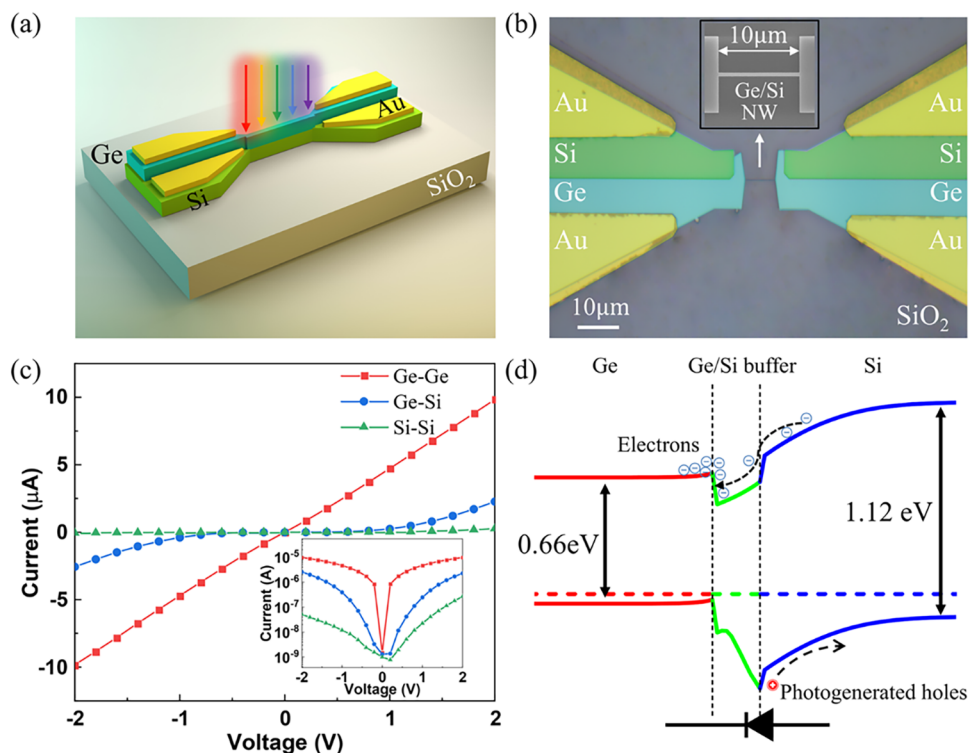 (a)
Ge
Au
Si
SiO2
(b)
10μm
Ge/Si
NW
Au
Au
Si
Si
Ge
Ge
Au
Au
10μm
SiO2
(c)
Current (μA)
10
5
0
-5
-10
Ge-Ge
Ge-Si
Si-Si
-2
-1
0
1
2
Voltage (V)
Current (A)
10-5
10-6
10-7
10-8
10-9
-2
-1
0
1
2
Voltage (V)
(d)
Ge
Ge/Si buffer
Si
Electrons
0.66eV
1.12 eV
Photogenerated holes